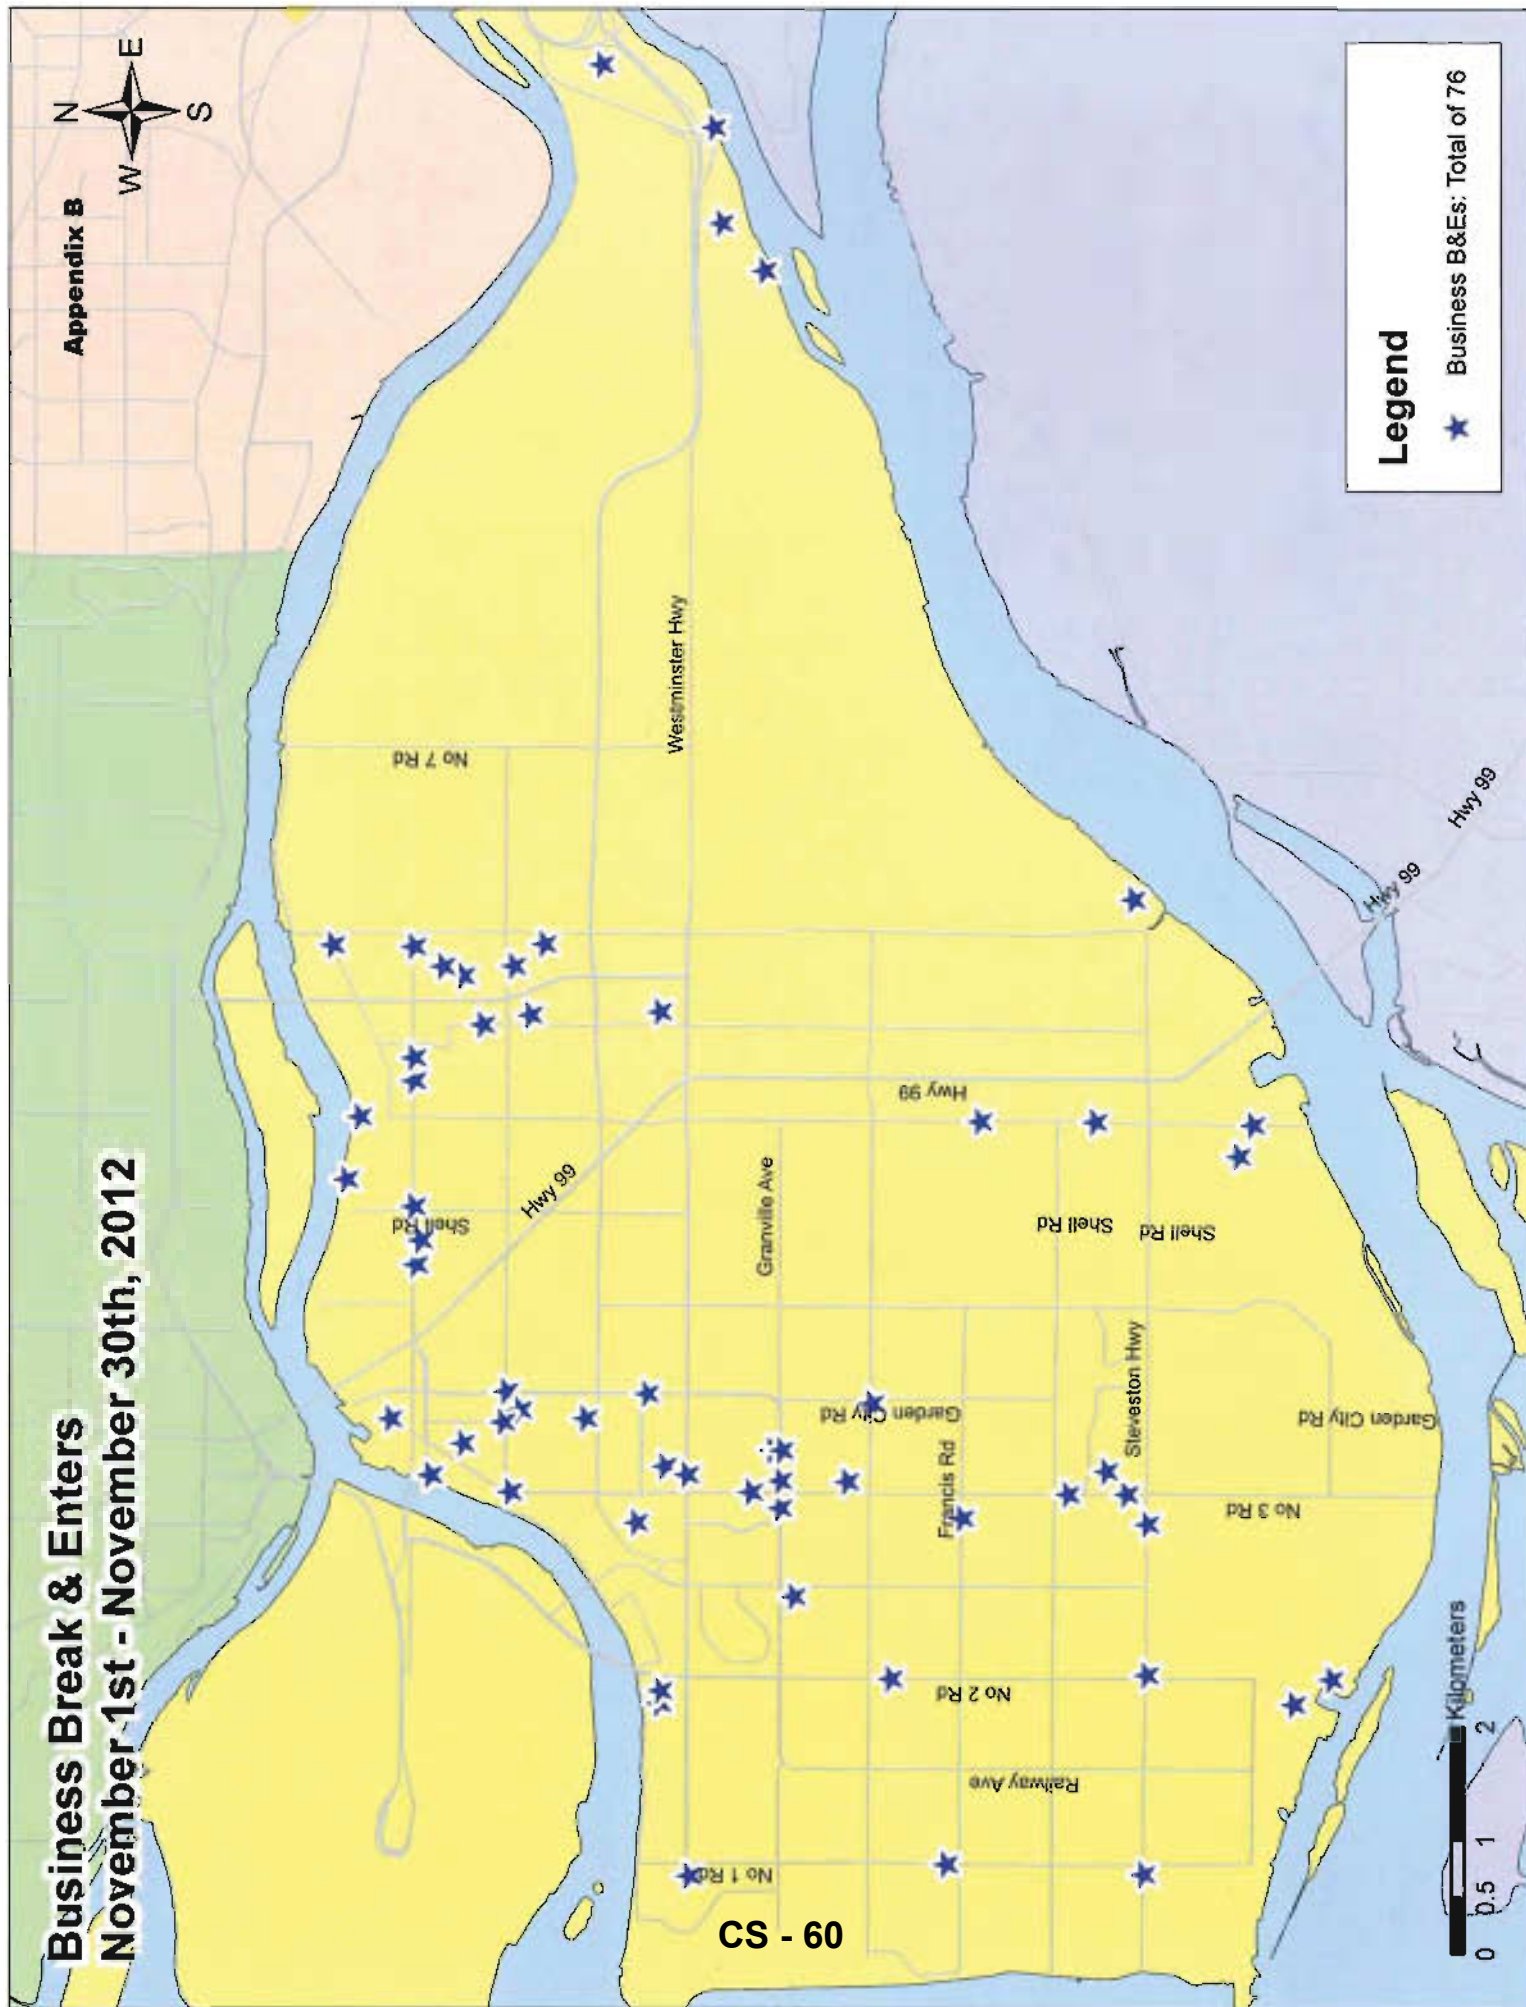 Business Break & Enters
November 1st - November 30th, 2012
Appendix B
N
W E
S
No 7 Rd
Westminster Hwy
Shell Rd
Hwy 99
Granville Ave
Hwy 99
Shell Rd
Shell Rd
Hwy 99
Hwy 99
Garden City Rd
Francis Rd
Steveston Hwy
Garden City Rd
No 3 Rd
No 2 Rd
Railway Ave
No 1 Rd
Legend
Business B&Es: Total of 76
Kilometers
0 0.5 1 2
CS - 60